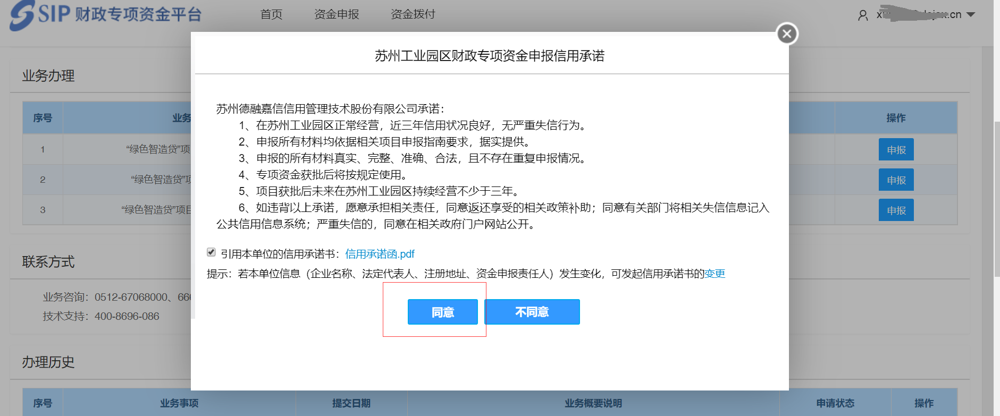 SIP 财政专项资金平台
首页 资金申报 资金拨付
.cn
苏州工业园区财政专项资金申报信用承诺
业务办理
序号 业务 操作
1 “绿色智造贷”项 申报
2 “绿色智造贷”项 申报
3 “绿色智造贷”项目 申报
苏州德融嘉信信用管理技术股份有限公司承诺：
1、在苏州工业园区正常经营，近三年信用状况良好，无严重失信行为。
2、申报所有材料均依据相关项目申报指南要求，据实提供。
3、申报的所有材料真实、完整、准确、合法，且不存在重复申报情况。
4、专项资金获批后将按规定使用。
5、项目获批后未来在苏州工业园区持续经营不少于三年。
6、如违背以上承诺，愿意承担相关责任，同意返还享受的相关政策补助；同意有关部门将相关失信信息记入
公共信用信息系统；严重失信的，同意在相关政府门户网站公开。
引用本单位的信用承诺书：信用承诺函.pdf
提示：若本单位信息（企业名称、法定代表人、注册地址、资金申报责任人）发生变化，可发起信用承诺书的变更
同意 不同意
联系方式
业务咨询：0512-67068000、666
技术支持：400-8696-086
办理历史
序号 业务事项 提交日期 业务概要说明 申请状态 操作